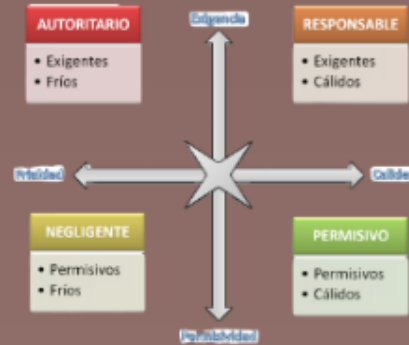 AUTORITARIO
• Exigentes
• Fríos
Exigencia
RESPONSABLE
• Exigentes
• Cálidos
Frialdad
NEGLIGENTE
• Permisivos
• Fríos
PERMISIVO
• Permisivos
• Cálidos
Permisividad